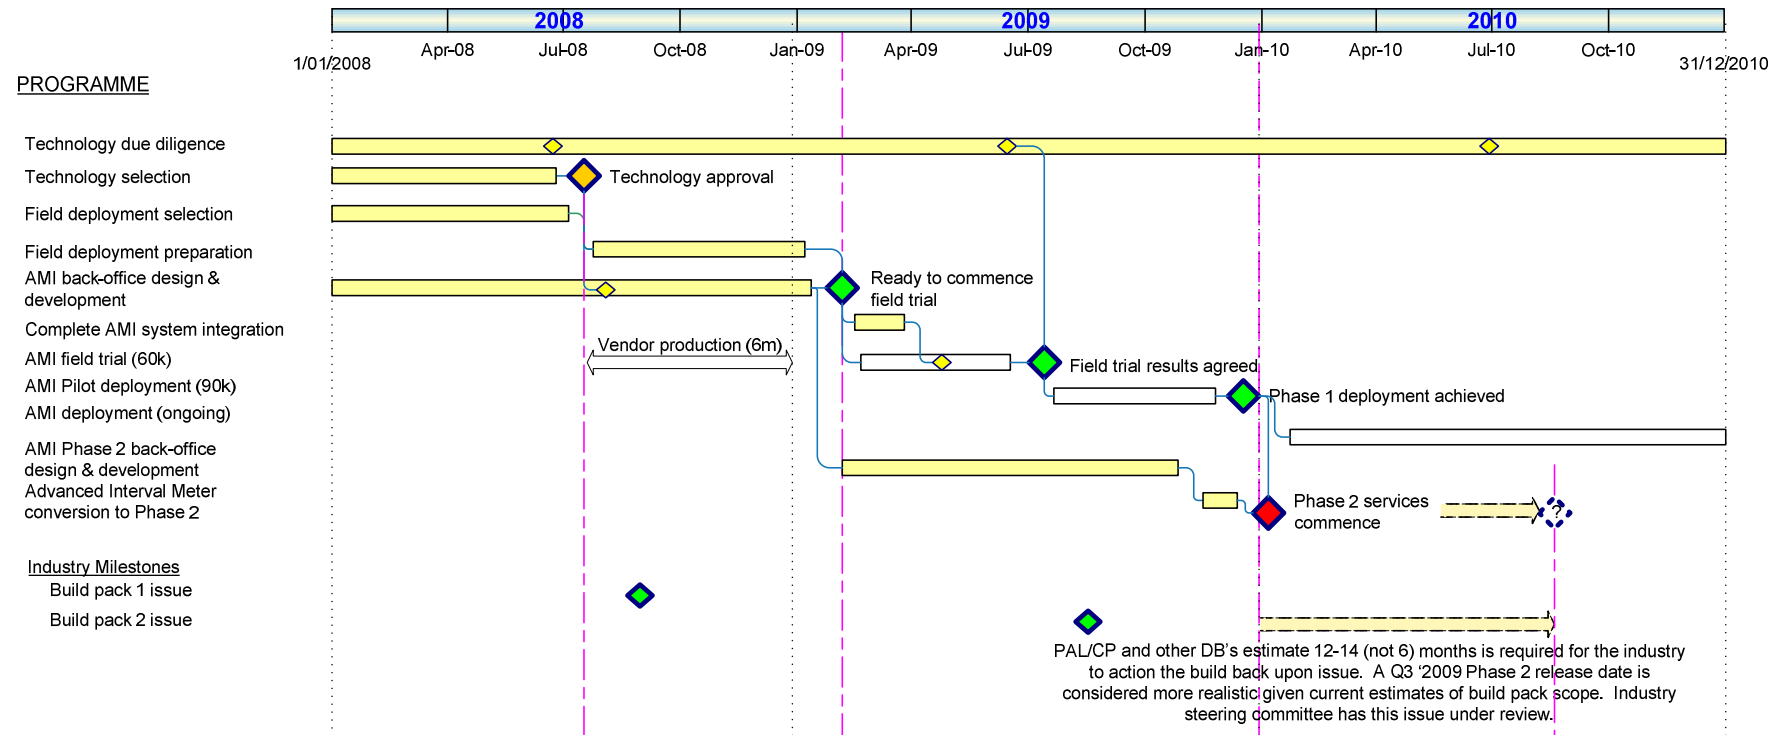 2008 2009 2010
Apr-08 Jul-08 Oct-08 Jan-09 Apr-09 Jul-09 Oct-09 Jan-10 Apr-10 Jul-10 Oct-10
1/01/2008 31/12/2010
PROGRAMME
Technology due diligence
Technology selection
Technology approval
Field deployment selection
Field deployment preparation
AMI back-office design &
development
Ready to commence
field trial
Complete AMI system integration
Vendor production (6m)
AMI field trial (60k)
Field trial results agreed
AMI Pilot deployment (90k)
Phase 1 deployment achieved
AMI deployment (ongoing)
AMI Phase 2 back-office
design & development
Advanced Interval Meter
conversion to Phase 2
Phase 2 services
commence
?
Industry Milestones
Build pack 1 issue
Build pack 2 issue
PAL/CP and other DB's estimate 12-14 (not 6) months is required for the industry
to action the build back upon issue. A Q3 '2009 Phase 2 release date is
considered more realistic given current estimates of build pack scope. Industry
steering committee has this issue under review.